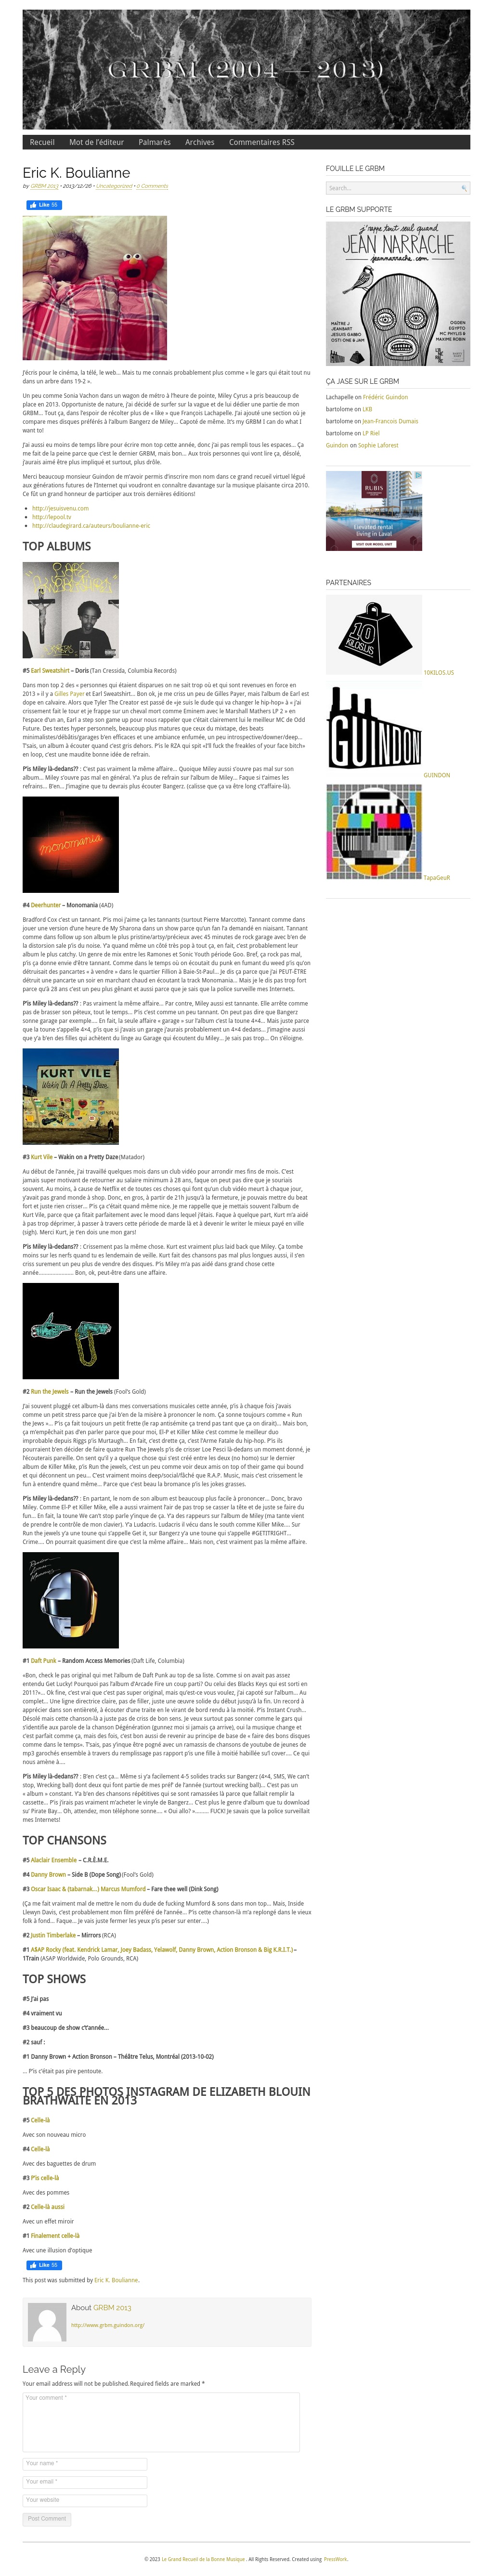 GRBM (2004 — 2013)
Recueil
Mot de l'éditeur
Palmarès
Archives
Commentaires RSS
Eric K. Boulianne
by GRBM 2013 • 2013/12/26 • Uncategorized • 0 Comments
Like 55
J'écris pour le cinéma, la télé, le web… Mais tu me connais probablement plus comme « le gars qui était tout nu
dans un arbre dans 19-2 ».
Un peu comme Sonia Vachon dans un wagon de métro à l'heure de pointe, Miley Cyrus a pris beaucoup de
place en 2013. Opportuniste de nature, j'ai décidé de surfer sur la vague et de lui dédier une partie de mon
GRBM… Tout ça, dans l'espoir de devenir le nouveau « gars de la Lachapelle. J'ai ajouté une section où je
compare mes disques préférés à l'album Bangerz de Miley… Capote pas là. It's my GRBM I can do what I
want to!
J'ai aussi eu moins de temps libre pour écrire mon top cette année, donc j'ai pas rempli tous les espaces… Ça
me fait de la peine parce que c'est le dernier GRBM, mais bon… Aux trois personnes qui vont lire ça, désolé,
j'aurais aimé être plus impliqué et surtout, plus drôle.
Merci beaucoup monsieur Guindon de m'avoir permis d'inscrire mon nom dans ce grand recueil virtuel légué
aux générations futures de l'Internet qui voudront en connaître davantage sur la musique plaisante circa 2010.
Ce fût un grand honneur de participer aux trois dernières éditions!
http://jesuisvenu.com
http://lepool.tv
http://claudegirard.ca/auteurs/boulianne-eric
TOP ALBUMS
#5 Earl Sweatshirt – Doris (Tan Cressida, Columbia Records)
Dans mon top 2 des « personnes qui étaient disparues on ne sait trop où et qui sont revenues en force en
2013 » il y a Gilles Payer et Earl Sweatshirt… Bon ok, je me criss un peu de Gilles Payer, mais l'album de Earl est
dope en calvaire. Alors que Tyler The Creator est passé de « je suis le dude qui va changer le hip-hop» à « j'ai
tellement rien à dire que je vais me choper un cheval de compète comme Eminem avec le Marshall Mathers LP 2 » en
l'espace d'un an, Earl a step up son game pour en faire un artiste que j'aurai clairement lui le meilleur MC de Odd
Future. Des textes hyper personnels, beaucoup plus matures que ceux du mixtape, des beats
minimalistes/débâtis/garages très efficaces et une ambiance enfumée, un peu introspective/down/deep…
T'sais, un album à écouter quand c'est gris dehors. P'is le RZA qui spit «I'll fuck the freakles off your face bitch»
en loop, c'est une maudite bonne idée de refrain.
P'is Miley là-dedans?? : C'est pas vraiment la même affaire… Quoique Miley aussi s'ouvre pas mal sur son
album… Miley s'ouvre pas mal en général. Y'a plus de refrains sur l'album de Miley… Faque si t'aimes les
refrains… B'en… J'imagine que tu devrais plus écouter Bangerz. (calique que ça va être long c't'affaire-là).
monomania
#4 Deerhunter – Monomania (4AD)
Bradford Cox c'est un tannant. P'is moi j'aime ça les tannants (surtout Pierre Marcotte). Tannant comme dans
jouer une version d'une heure de My Sharona dans un show parce qu'un fan l'a demandé en niaisant. Tannant
comme dans follow up son album le plus pristine/artsy/précieux avec 45 minutes de rock garage avec b'en de
la distorsion sale p'is du noise. Y'a quand même un côté très pop à tout ça, en fait, c'est probablement leur
album le plus catchy. Un genre de mix entre les Ramones et Sonic Youth période Goo. Bref, ça rock pas mal,
p'is ça donne envie d'être tannant. Comme dans le temps où on écoutait du punk en fumant du weed p'is qu'on
détruisait des pancartes « à vendre » dans le quartier Fillion à Baie-St-Paul… Je dis ça parce que j'ai PEUT-ÊTRE
détruit une pancarte un soir en marchant chaud en écoutant la track Monomania… Mais je le dis pas trop fort
car à 28 ans c'est un peu plus gênent et aussi parce que je sais que la police surveille mes Internets.
P'is Miley là-dedans?? : Pas vraiment la même affaire… Par contre, Miley aussi est tannante. Elle arrête comme
pas de brasser son péteux, tout le temps… P'is c'est comme un peu tannant. On peut pas dire que Bangerz
sonne garage par exemple…. En fait, la seule affaire « garage » sur l'album c'est la toune 4×4… Mais juste parce
que la toune s'appelle 4×4, p'is que si j'avais un garage j'aurais probablement un 4×4 dedans… J'imagine aussi
que y'a b'en des filles qui achètent du linge au Garage qui écoutent du Miley… Je sais pas trop… On s'éloigne.
KURT VILE
Wakin On A Pretty Daze
#3 Kurt Vile – Wakin on a Pretty Daze (Matador)
Au début de l'année, j'ai travaillé quelques mois dans un club vidéo pour arrondir mes fins de mois. C'est
jamais super motivant de retourner au salaire minimum à 28 ans, faque on peut pas dire que je souriais
souvent. Au moins, à cause de Netflix et de toutes ces choses qui font qu'un club vidéo meurt à chaque jour,
y'avait pas grand monde à shop. Donc, en gros, à partir de 21h jusqu'à la fermeture, je pouvais mettre du beat
fort et juste rien crisser… P'is ça c'était quand même nice. Je me rappelle que je mettais souvent l'album de
Kurt Vile, parce que ça fitait parfaitement avec le mood dans lequel j'étais. Faque à quelque part, Kurt m'a aidé
à pas trop déprimer, à passer à travers cette période de marde là et à devenir le writer le mieux payé en ville
(sigh). Merci Kurt, je t'en dois une mon gars!
P'is Miley là-dedans?? : Crissement pas la même chose. Kurt est vraiment plus laid back que Miley. Ça tombe
moins sur les nerfs quand tu es lendemain de veille. Kurt fait des chansons pas mal plus longues aussi, il s'en
crisse un peu plus de vendre des disques. P'is Miley m'a pas aidé dans grand chose cette
année…………………….. Bon, ok, peut-être dans une affaire.
#2 Run the Jewels – Run the Jewels (Fool's Gold)
J'ai souvent pluggé cet album-là dans mes conversations musicales cette année, p'is à chaque fois j'avais
comme un petit stress parce que j'ai b'en de la misère à prononcer le nom. Ça sonne toujours comme « Run
the Jews »… P'is ça fait toujours un petit frette (le rap antisémite ça trend pas tant que ça on dirait)… Mais bon,
ça m'empêchait pas d'en parler parce que pour moi, El-P et Killer Mike c'est comme le meilleur duo
improbable depuis Riggs p'is Murtaugh… En fait, c'est pas dur, c'est l'Arme Fatale du hip-hop. P'is ils
pourraient b'en décider de faire quatre Run The Jewels p'is de crisser Loe Pesci là-dedans un moment donné, je
l'écouterais pareil. On sent les deux (no homo) se challenger un et l'autre p'is c'est b'en correct. Si le dernier
album de Killer Mike, p'is Run the jewels, c'est un peu deux amis on top of their game qui bound
et qui déconnent un peu… C'est vraiment moins deep/social/fâché que R.A.P. Music, mais c'est crissement le
fun à entendre quand même… Parce que c'est beau la bromance p'is les jokes grasses.
P'is Miley là-dedans?? : En partant, le nom de son album est beaucoup plus facile à prononcer… Donc, bravo
Miley. Comme El-P et Killer Mike, elle a aussi vraiment l'air de pas trop se casser la tête et de juste se faire du
fun… En fait, la toune We can't stop parle vraiment yinque de ça. Y'a des rappeurs sur l'album de Miley (ma tante vient
de prendre le contrôle de mon clavier). Y'a Ludacris. Ludacris il vécu dans le south comme Killer Mike…. Sur
Run the jewels y'a une toune qui s'appelle Get it, sur Bangerz y'a une toune qui s'appelle #GETITRIGHT…
Crime…. On pourrait quasiment dire que c'est la même affaire… Mais non, c'est vraiment pas la même affaire.
#1 Daft Punk – Random Access Memories (Daft Life, Columbia)
«Bon, check le pas original qui met l'album de Daft Punk au top de sa liste. Comme si on avait pas assez
entendu Get Lucky! Pourquoi pas l'album d'Arcade Fire un coup parti? Ou celui des Blacks Keys qui est sorti en
2011?»… Ok fine, c'est vrai que c'est pas super original, mais qu'est-ce vous voulez, j'ai capoté sur l'album… Au
complet… Une ligne directrice claire, pas de filler, juste une œuvre solide du début jusqu'à la fin. Un record à
apprécier dans son entièreté, à écouter d'une traite en le vivant de bord rendu à la moitié. P'is Instant Crush…
Désolé mais cette chanson-là a juste pas de criss de bon sens. Je veux surtout pas sonner comme le gars qui
s'identifie aux parole de la chanson Dégénération (gunnez moi si jamais ça arrive), oui la musique change et
c'est parfait comme ça, mais des fois, c'est bon aussi de revenir au principe de base de « faire des bons disques
comme dans le temps». T'sais, pas s'yinque être popogné avec un ramassis de chansons de youtube de jeunes de
mp3 garochés ensemble à travers du remplissage pas rapport p'is une fille à moitié habillée su'l cover…. Ce qui
nous amène à….
P'is Miley là-dedans?? : B'en c'est ça… Même si y'a facilement 4-5 solides tracks sur Bangerz (4×4, SMS, We can't
stop, Wrecking ball) dont deux qui font partie de mes préf' de l'année (surtout wrecking ball)… C'est pas un
« album » constant. Y'a b'en des chansons répétitives qui se sont ramassées là parce que fallait remplir la
cassette… P'is j'irais pas vraiment m'acheter le vinyle de Bangerz… C'est plus le genre d'album que tu download
su' Pirate Bay… Oh, attendez, mon téléphone sonne…. « Oui allo? »……… FUCK! Je savais que la police surveillait
mes Internets!
TOP CHANSONS
#5 Alaclair Ensemble – C.R.È.M.E.
#4 Danny Brown – Side B (Dope Song) (Fool's Gold)
#3 Oscar Isaac & (tabarnak…) Marcus Mumford – Fare thee well (Dink Song)
(Ça me fait vraiment mal de mettre le nom du dude de fucking Mumford & sons dans mon top… Mais, Inside
Llewyn Davis, c'est probablement mon film préféré de l'année… P'is cette chanson-là m'a replongé dans le vieux
folk à fond… Faque… Je vais juste fermer les yeux p'is peser sur enter….)
#2 Justin Timberlake – Mirrors (RCA)
#1 A$AP Rocky (feat. Kendrick Lamar, Joey Badass, Yelawolf, Danny Brown, Action Bronson & Big K.R.I.T.) –
1Train (ASAP Worldwide, Polo Grounds, RCA)
TOP SHOWS
#5 J'ai pas
#4 vraiment vu
#3 beaucoup de show c't'année…
#2 sauf :
#1 Danny Brown + Action Bronson – Théâtre Telus, Montréal (2013-10-02)
… P'is c'était pas pire pentoute.
TOP 5 DES PHOTOS INSTAGRAM DE ELIZABETH BLOUIN
BRATHWAITE EN 2013
#5 Celle-là
Avec son nouveau micro
#4 Celle-là
Avec des baguettes de drum
#3 P'is celle-là
Avec des pommes
#2 Celle-là aussi
Avec un effet miroir
#1 Finalement celle-là
Avec une illusion d'optique
Like 55
This post was submitted by Eric K. Boulianne.
About GRBM 2013
http://www.grbm.guindon.org/
Leave a Reply
Your email address will not be published. Required fields are marked *
Your comment *
Your name *
Your email *
Your website
Post Comment
FOUILLE LE GRBM
Search...
LE GRBM SUPPORTE
j'rappe tout seul quand
JEAN NARRACHE
jeannarrache.com
MAITRE J
JEANBART
JESUIS GABBO
OSTI ONE & JAM
OGDEN
EGYPTO
MC PHYLIS &
MAXIME ROBIN
ÇA JASE SUR LE GRBM
Lachapelle on Frédéric Guindon
bartolome on LKB
bartolome on Jean-Francois Dumais
bartolome on LP Riel
Guindon on Sophie Laforest
RUBIS
Elevated rental
living in Laval
VISIT OUR MODEL UNIT
PARTENAIRES
10
KILOS.US
10KILOS.US
GUINDON
GUINDON
TapaGeuR
© 2023 Le Grand Recueil de la Bonne Musique . All Rights Reserved. Created using PressWork.